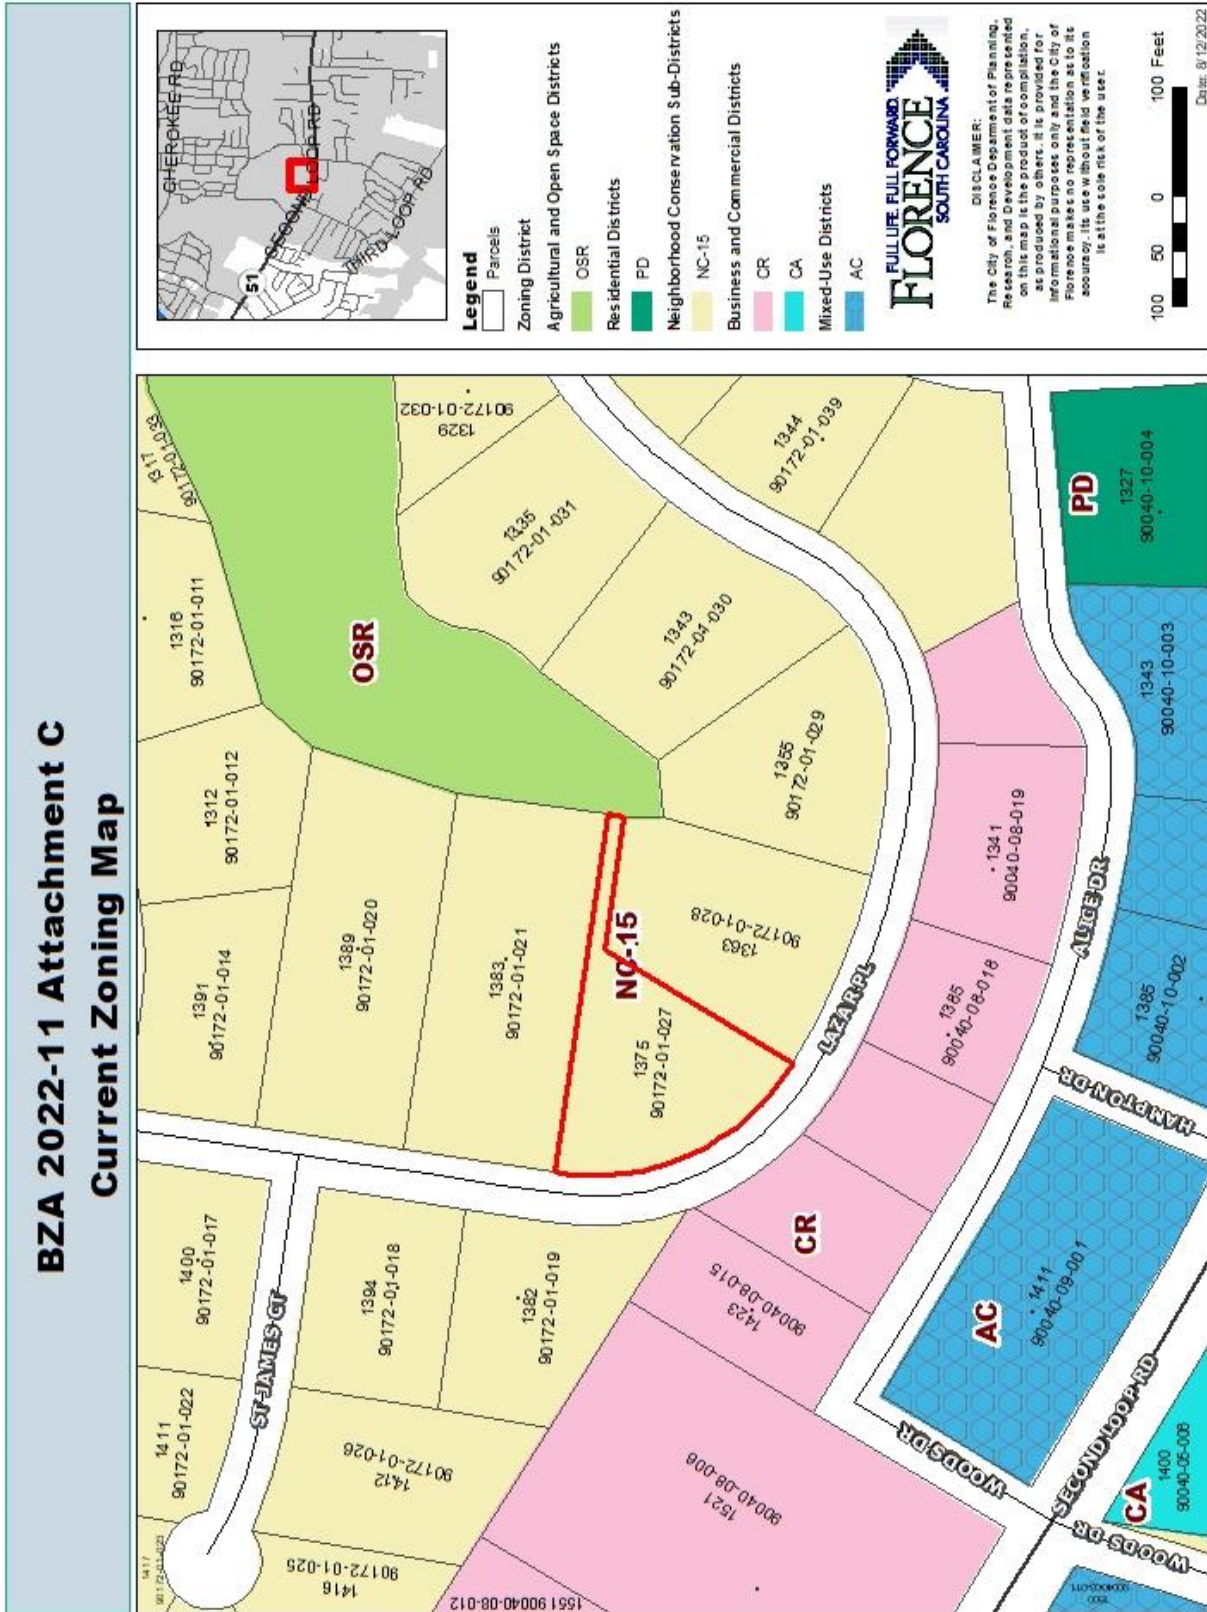 BZA 2022-11 Attachment C
Current Zoning Map
1417
90172-01-023
1411
90172-01-022
1400
90172-01-017
1391
90172-01-014
1312
90172-01-012
1316
90172-01-011
1317
90172-01-033
ST JAMES CT
1416
90172-01-025
1412
90172-01-026
1394
90172-01-018
1382
90172-01-019
1389
90172-01-020
1383
90172-01-021
OSR
1329
90172-01-032
1335
90172-01-031
1343
90172-01-030
1355
90172-01-029
1344
90172-01-039
NC-15
1375
90172-01-027
1363
90172-01-028
LAZAR PL
1551 90040-08-012
1521
90040-08-006
1423
90040-08-015
CR
1385
90040-08-018
1341
90040-08-019
ALICE DR
PD
1327
90040-10-004
1343
90040-10-003
1385
90040-10-002
HAMPTON DR
AC
1411
90040-09-001
WOODS DR
SECOND LOOP RD
WOODS DR
CA
1400
90040-05-006
CHEROKEE RD
SECOND LOOP RD
THIRD LOOP RD
51
Legend
Parcels
Zoning District
Agricultural and Open Space Districts
OSR
Residential Districts
PD
Neighborhood Conservation Sub-Districts
NC-15
Business and Commercial Districts
CR
CA
Mixed-Use Districts
AC
FULL LIFE. FULL FORWARD.
FLORENCE
SOUTH CAROLINA
DISCLAIMER:
The City of Florence Department of Planning,
Research, and Development data represented
on this map is the product of compilation,
as produced by others. It is provided for
informational purposes only and the City of
Florence makes no representation as to its
accuracy. Its use without field verification
is at the sole risk of the user.
100 50 0 100 Feet
Date: 8/12/2022